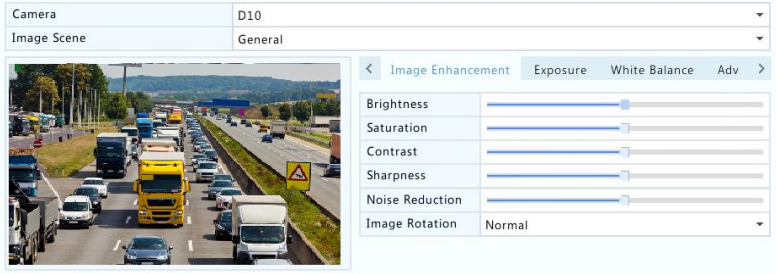 Camera D10
Image Scene General
< Image Enhancement Exposure White Balance Adv >
Brightness
Saturation
Contrast
Sharpness
Noise Reduction
Image Rotation Normal